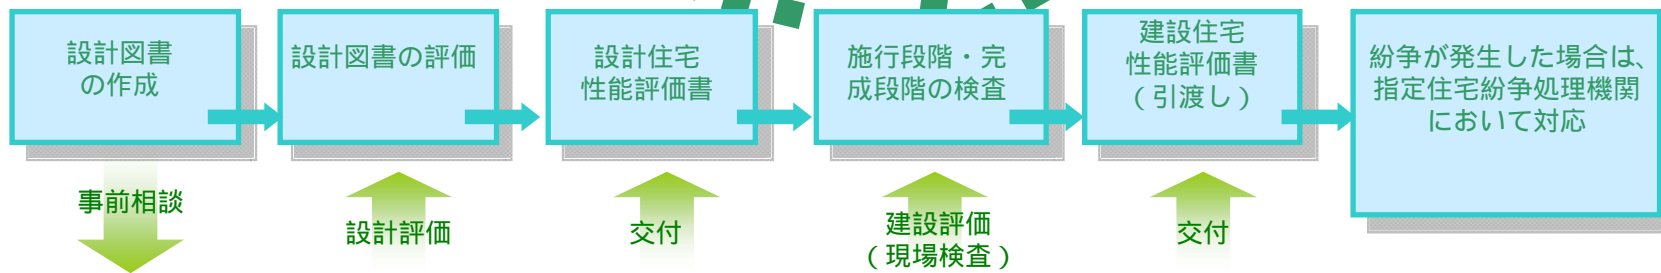 設計図書
の作成
設計図書の評価
設計住宅
性能評価書
施行段階・完
成段階の検査
建設住宅
性能評価書
（引渡し）
紛争が発生した場合は、
指定住宅紛争処理機関
において対応
事前相談
設計評価
交付
建設評価
（現場検査）
交付